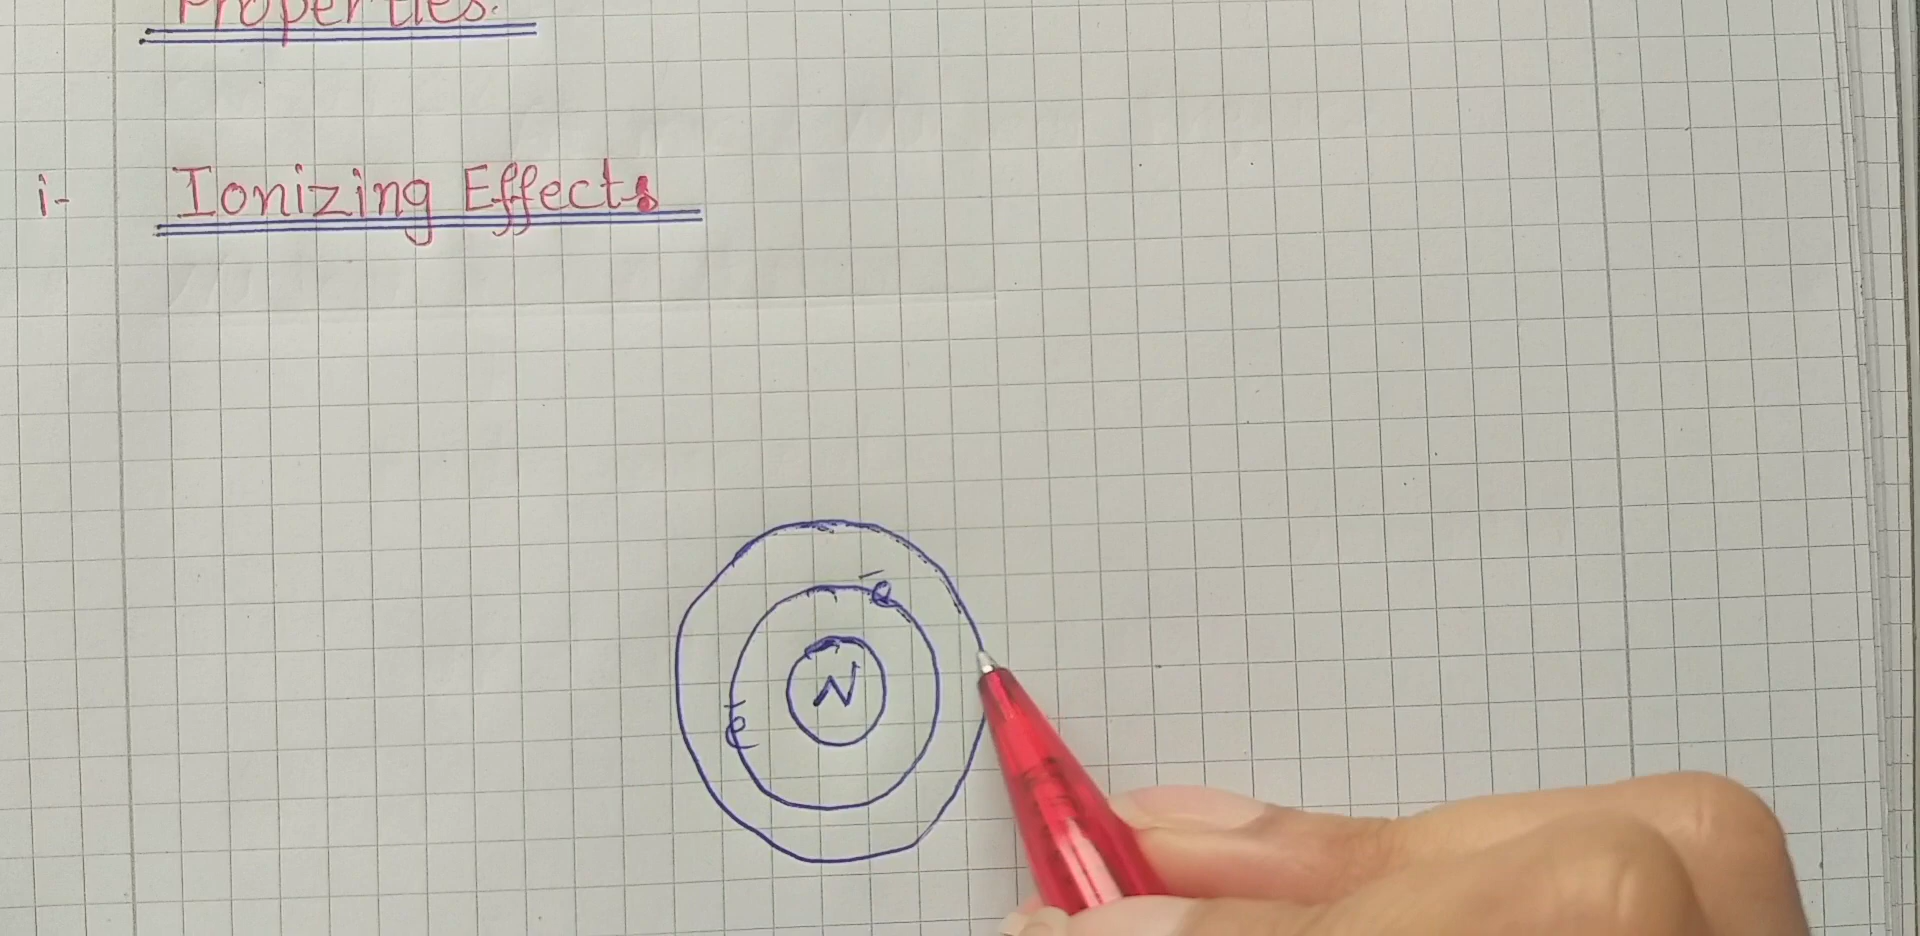 Properties.
i- Ionizing Effects
ē
N
ē